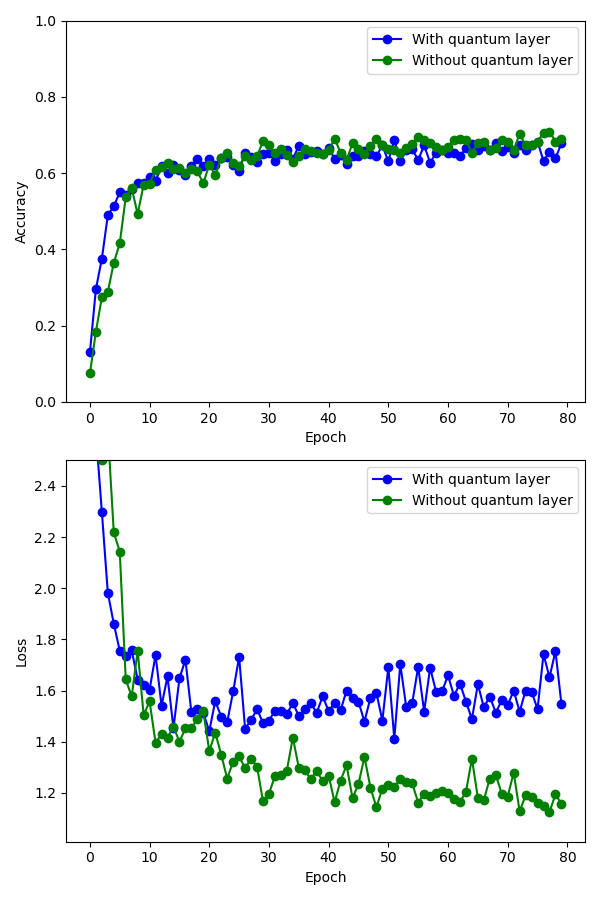 1.0
0.8
0.6
0.4
0.2
0.0
Accuracy
With quantum layer
Without quantum layer
0 10 20 30 40 50 60 70 80
Epoch
2.4
2.2
2.0
1.8
1.6
1.4
1.2
Loss
With quantum layer
Without quantum layer
0 10 20 30 40 50 60 70 80
Epoch